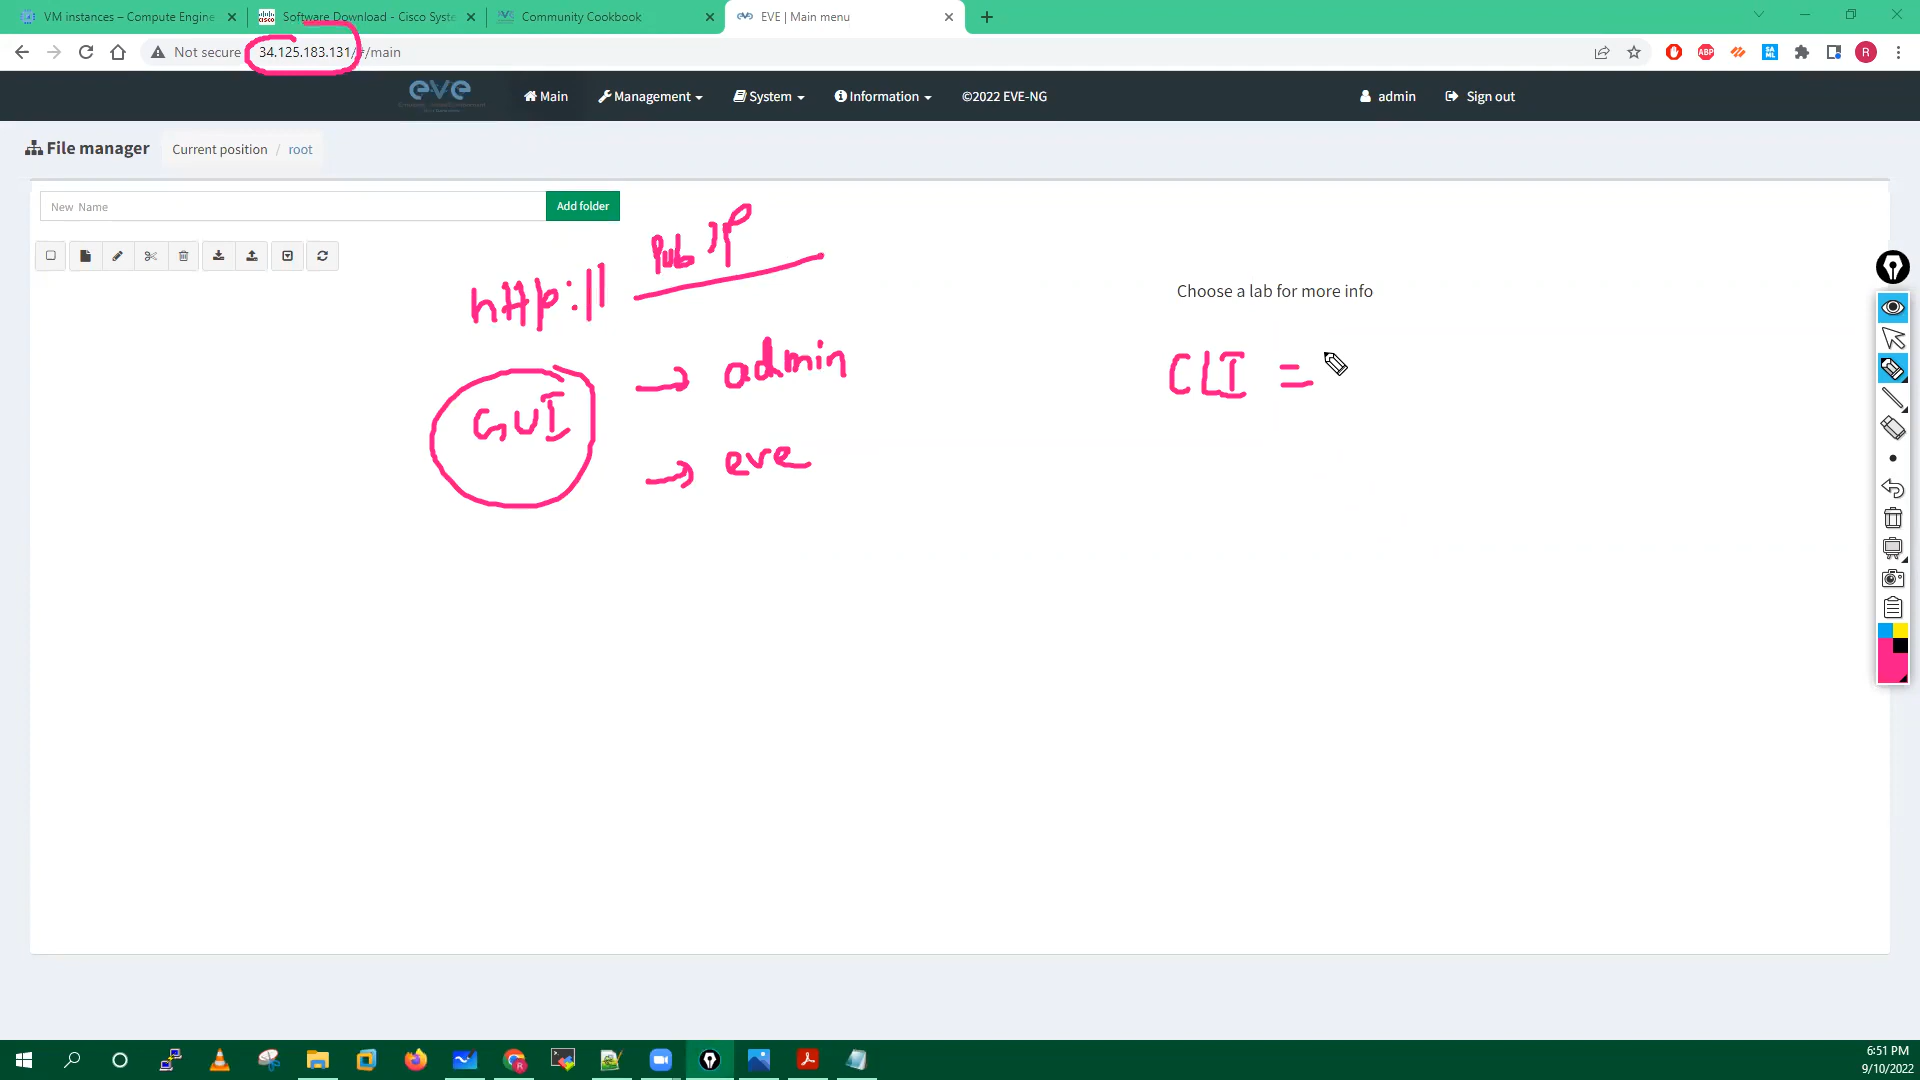 VM instances – Compute Engine
Software Download - Cisco Syste
Community Cookbook
EVE | Main menu
Not secure 34.125.183.131/#/main
ABP
R
eve
Main
Management
System
Information
©2022 EVE-NG
admin
Sign out
File manager
Current position / root
New Name
Add folder
Pub IP
http://
Choose a lab for more info
admin
CLI =
GUI
eve
6:51 PM
9/10/2022